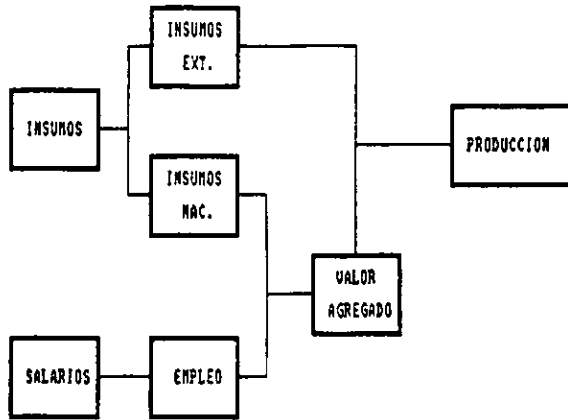 INSUMOS
EXT.
INSUMOS
PRODUCCION
INSUMOS
NAC.
VALOR
AGREGADO
SALARIOS
EMPLEO